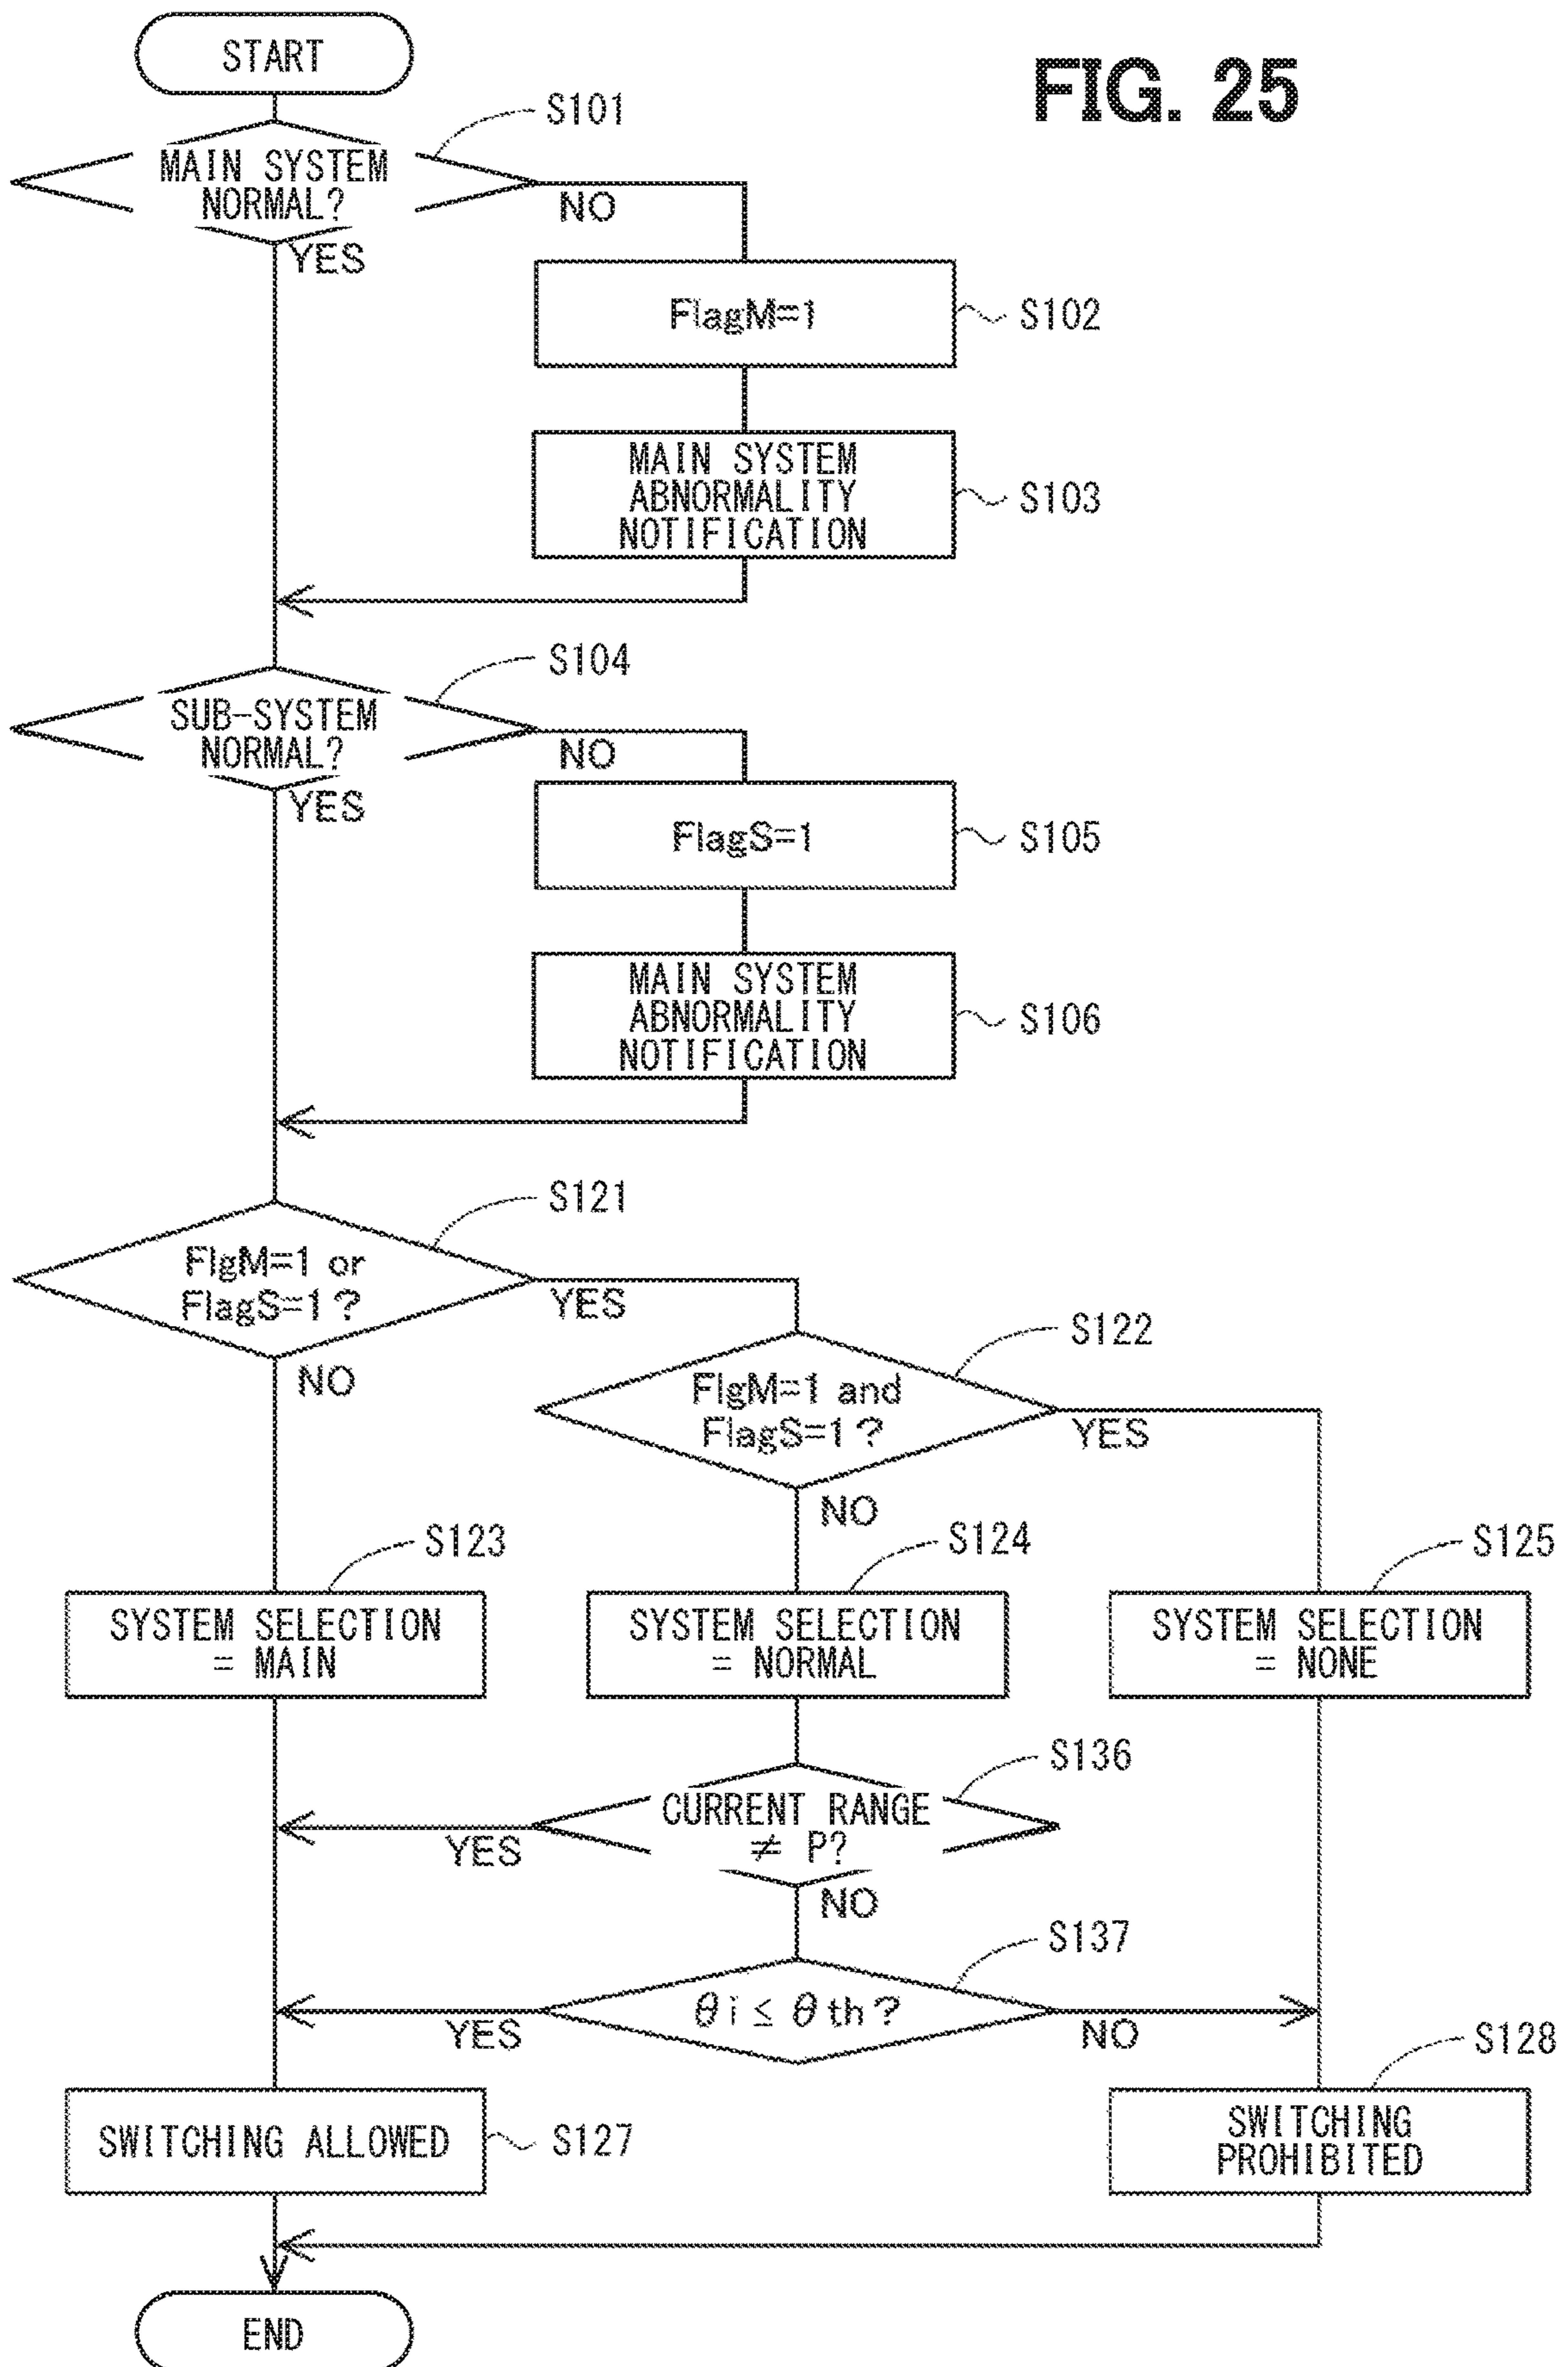 FIG. 25
START
S101
MAIN SYSTEM
NORMAL?
NO
YES
FlagM=1
S102
MAIN SYSTEM
ABNORMALITY
NOTIFICATION
S103
S104
SUB-SYSTEM
NORMAL?
NO
YES
FlagS=1
S105
MAIN SYSTEM
ABNORMALITY
NOTIFICATION
S106
S121
FlgM=1 or
FlagS=1?
YES
NO
S122
FlgM=1 and
FlagS=1?
YES
NO
S123
SYSTEM SELECTION
= MAIN
S124
SYSTEM SELECTION
= NORMAL
S125
SYSTEM SELECTION
= NONE
S136
CURRENT RANGE
≠ P?
YES
NO
S137
θi ≤ θth?
YES
NO
S128
SWITCHING ALLOWED
S127
SWITCHING
PROHIBITED
END